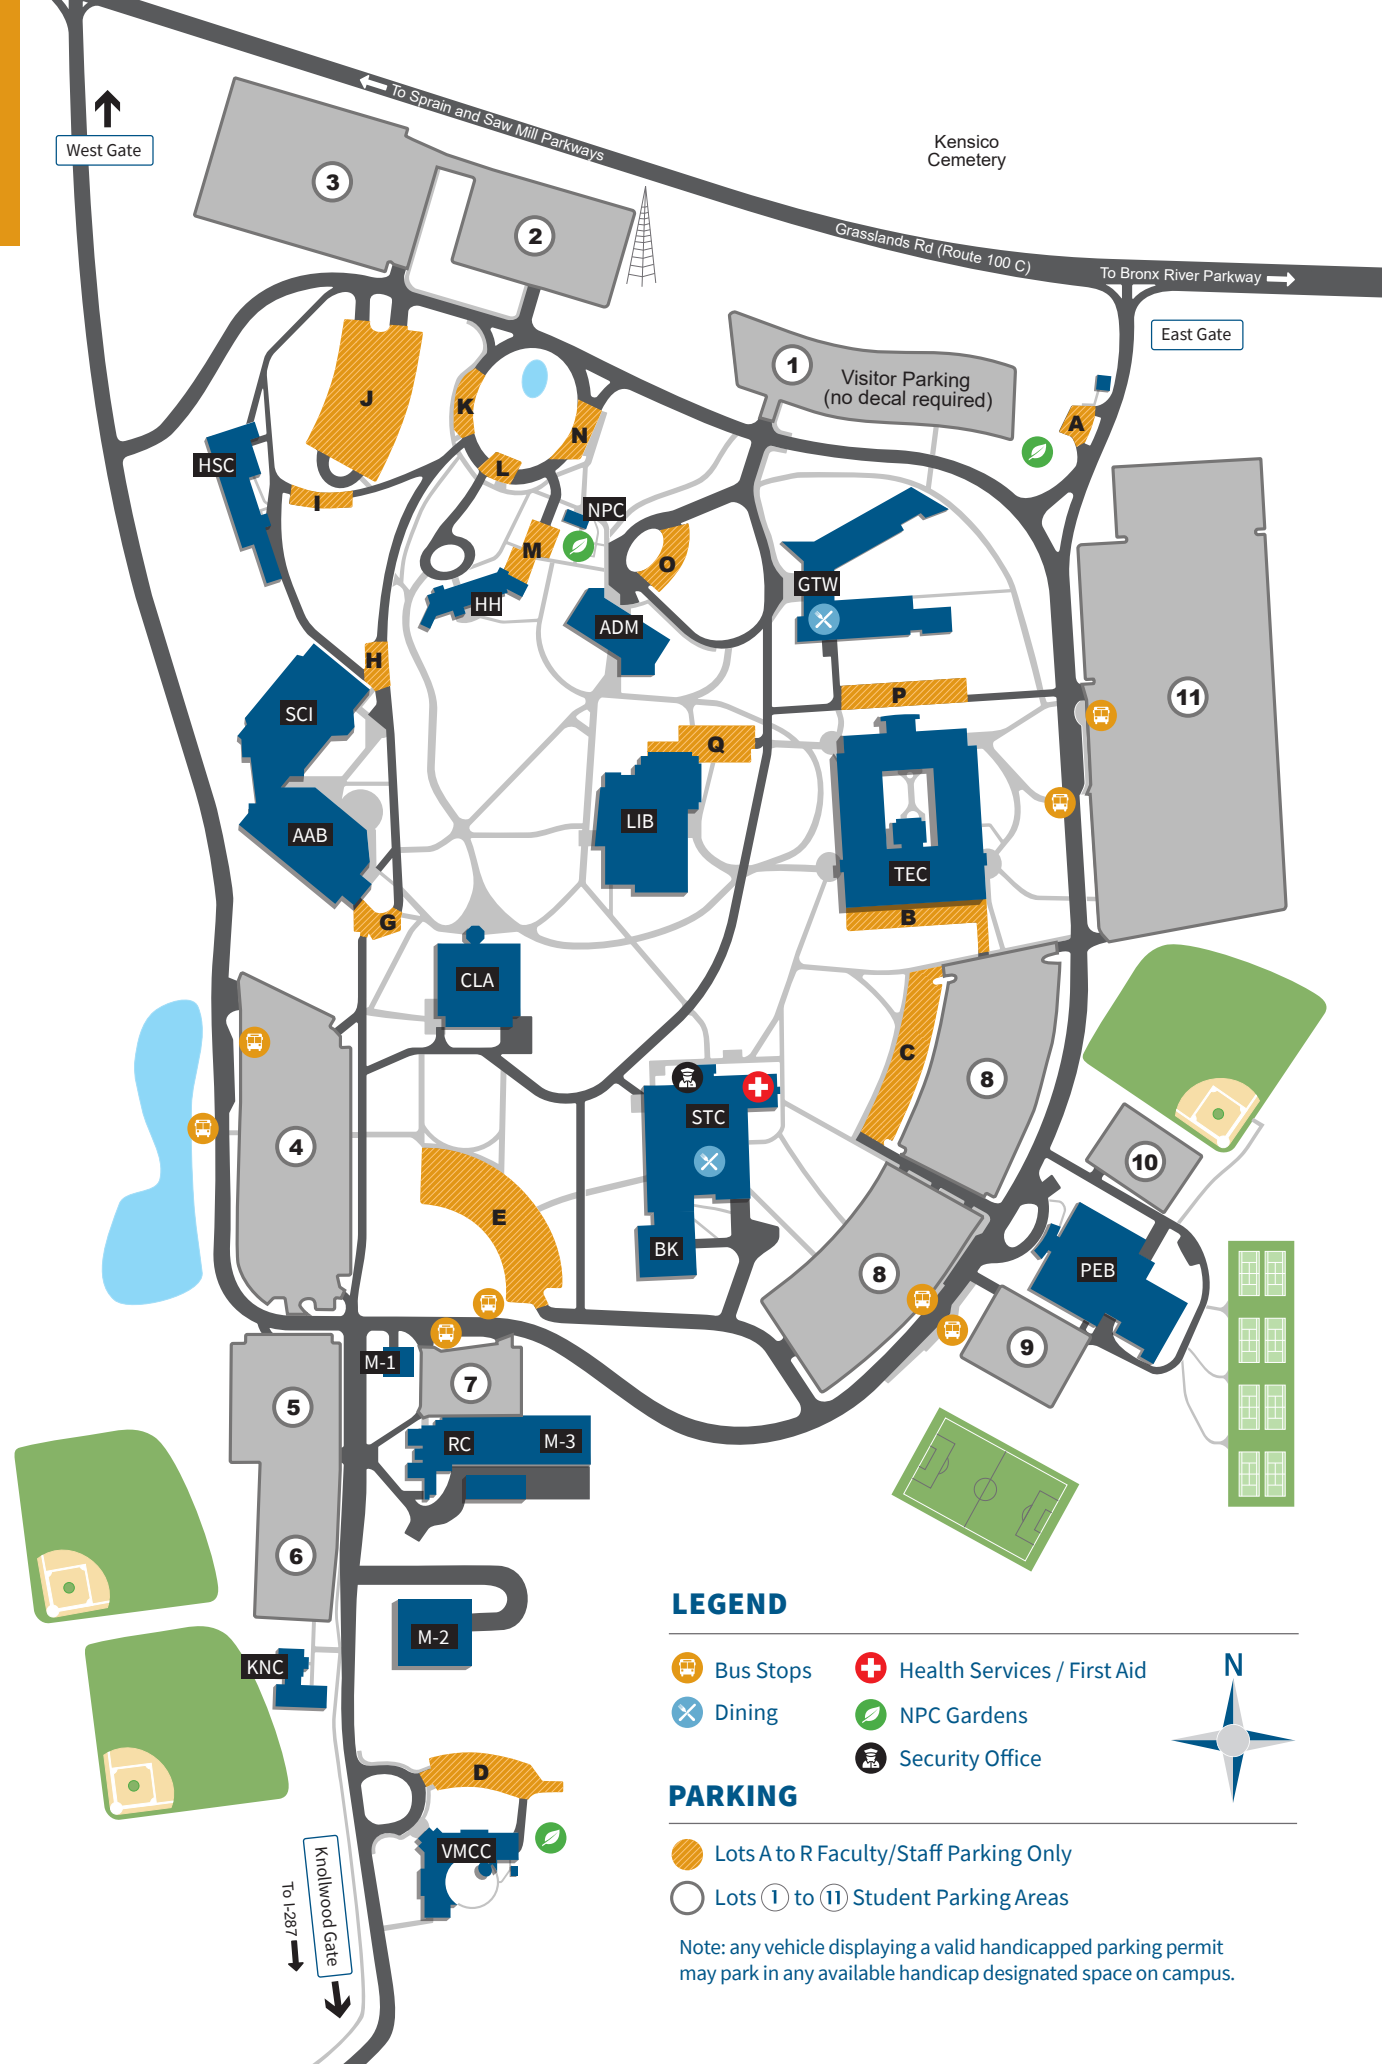 To Sprain and Saw Mill Parkways
Kensico
Cemetery
West Gate
3
2
Grasslands Rd (Route 100 C)
To Bronx River Parkway
East Gate
1
Visitor Parking
(no decal required)
J
K
N
A
HSC
L
I
NPC
M
O
GTW
HH
ADM
H
P
11
SCI
Q
LIB
AAB
TEC
G
B
CLA
C
8
STC
4
10
E
BK
8
PEB
9
M-1
7
5
RC
M-3
6
M-2
KNC
D
VMCC
Knollwood Gate
To I-287
LEGEND
Bus Stops
Health Services / First Aid
Dining
NPC Gardens
Security Office
N
PARKING
Lots A to R Faculty/Staff Parking Only
Lots 1 to 11 Student Parking Areas
Note: any vehicle displaying a valid handicapped parking permit
may park in any available handicap designated space on campus.